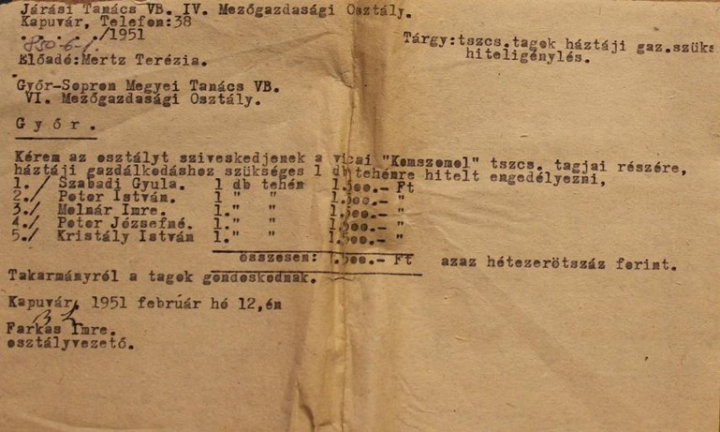 Járási Tanács VB. IV. Mezőgazdasági Osztály.
Kapuvár, Telefon:38
850-6-1. /1951
Tárgy:tszcs.tagok háztáji gaz.szüks
hiteligénylés.
Előadó:Mertz Terézia.
Győr-Sopron Megyei Tanács VB.
VI. Mezőgazdasági Osztály.
Győr.
Kérem az osztályt sziveskedjenek a vicai "Komszomol" tszcs. tagjai részére,
háztáji gazdálkodáshoz szükséges 1 db tehénre hitelt engedélyezni,
1./ Szabadi Gyula. 1 db tehén 1.500.- Ft
2./ Peter István. 1." " 1.500.- "
3./ Molnár Imre. 1." " 1.500.- "
4./ Peter Józsefné. 1." " 1.500.- "
5./ Kristály István 1." " 1.500.- "
összesen: .500.- Ft azaz hétezerötszáz forint.
Takarmányról a tagok gondoskodnak.
Kapuvár, 1951 február hó 12,én
Farkas Imre.
osztályvezető.